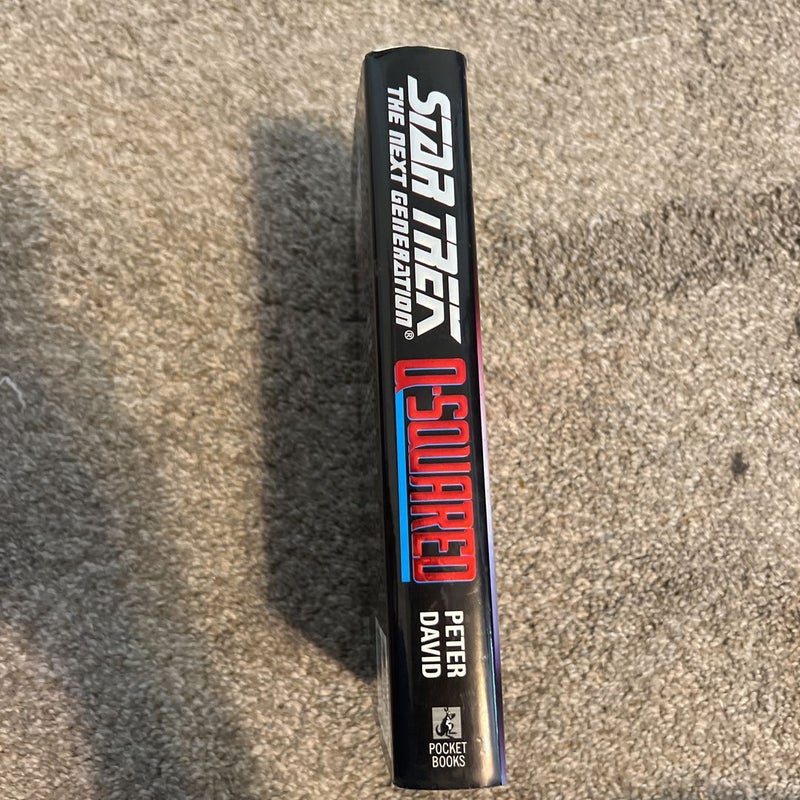 STAR TREK
THE NEXT GENERATION®
Q-SQUARED
PETER
DAVID
POCKET
BOOKS